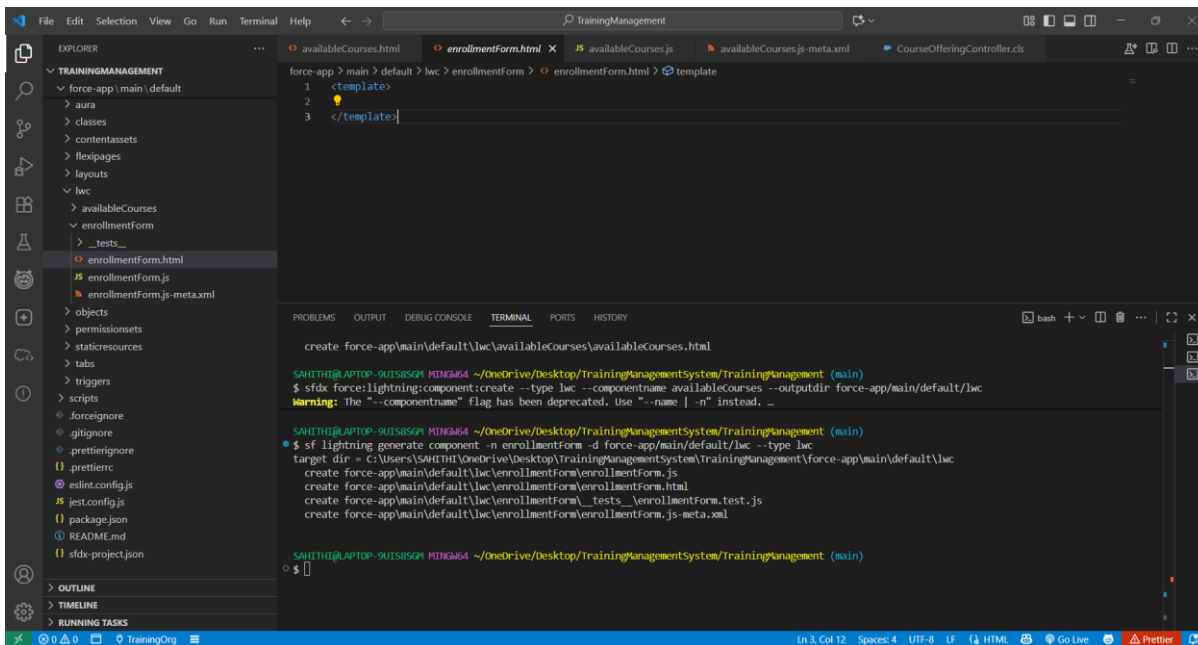 File Edit Selection View Go Run Terminal Help
TrainingManagement
EXPLORER
TRAININGMANAGEMENT
force-app \ main \ default
aura
classes
contentassets
flexipages
layouts
lwc
availableCourses
enrollmentForm
__tests__
enrollmentForm.html
JS enrollmentForm.js
enrollmentForm.js-meta.xml
objects
permissionsets
staticresources
tabs
triggers
scripts
.forceignore
.gitignore
.prettierignore
{} .prettierrc
eslint.config.js
JS jest.config.js
{} package.json
README.md
{} sfdx-project.json
OUTLINE
TIMELINE
RUNNING TASKS
availableCourses.html enrollmentForm.html JS availableCourses.js availableCourses.js-meta.xml CourseOfferingController.cls
force-app > main > default > lwc > enrollmentForm > enrollmentForm.html > template
1 <template>
2
3 </template>
PROBLEMS OUTPUT DEBUG CONSOLE TERMINAL PORTS HISTORY
bash
create force-app\main\default\lwc\availableCourses\availableCourses.html
SAHITHI@LAPTOP-9UIS8SGM MINGW64 ~/OneDrive/Desktop/TrainingManagementSystem/TrainingManagement (main)
$ sfdx force:lightning:component:create --type lwc --componentname availableCourses --outputdir force-app/main/default/lwc
Warning: The "--componentname" flag has been deprecated. Use "--name | -n" instead. …
SAHITHI@LAPTOP-9UIS8SGM MINGW64 ~/OneDrive/Desktop/TrainingManagementSystem/TrainingManagement (main)
$ sf lightning generate component -n enrollmentForm -d force-app/main/default/lwc --type lwc
target dir = C:\Users\SAHITHI\OneDrive\Desktop\TrainingManagementSystem\TrainingManagement\force-app\main\default\lwc
create force-app\main\default\lwc\enrollmentForm\enrollmentForm.js
create force-app\main\default\lwc\enrollmentForm\enrollmentForm.html
create force-app\main\default\lwc\enrollmentForm\__tests__\enrollmentForm.test.js
create force-app\main\default\lwc\enrollmentForm\enrollmentForm.js-meta.xml
SAHITHI@LAPTOP-9UIS8SGM MINGW64 ~/OneDrive/Desktop/TrainingManagementSystem/TrainingManagement (main)
$
0 0 TrainingOrg
Ln 3, Col 12 Spaces: 4 UTF-8 LF HTML Go Live Prettier